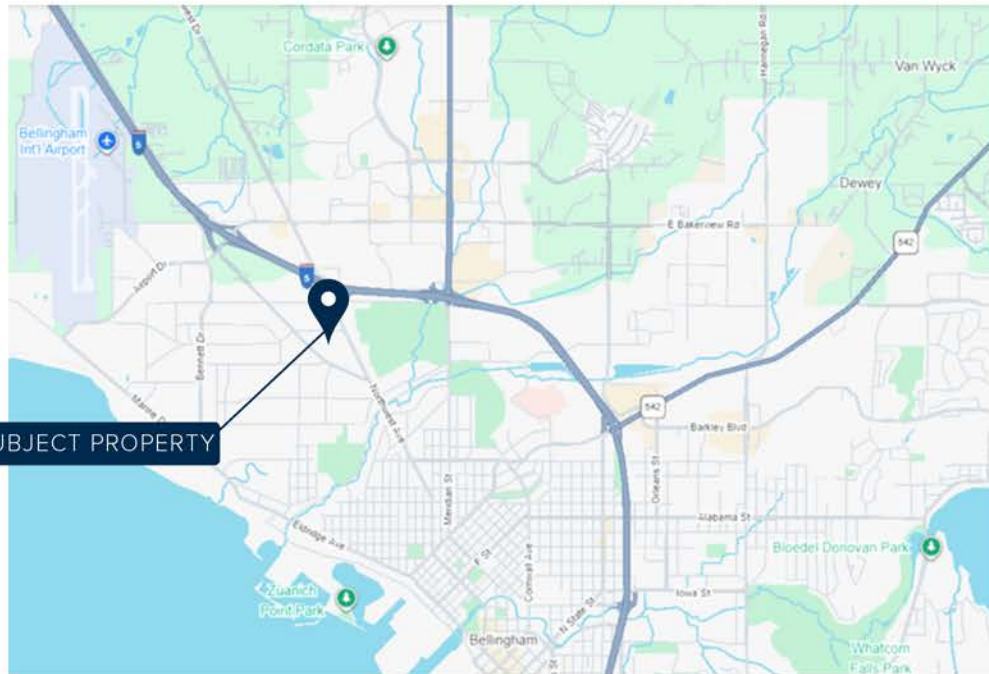 west Dr
Cordata Park
Hannegan Rd
Van Wyck
Bellingham
Int'l Airport
5
Dewey
E Bakerview Rd
542
5
Airport Dr
Bennett Dr
Marine D
Northwest Ave
542
UBJECT PROPERTY
Barkley Blvd
Orleans St
Meridian St
Alabama St
Eldridge Ave
F St
Cornwall Ave
Bloedel Donovan Park
Zuanich
Point Park
Iowa St
N State St
Bellingham
Whatcom
Falls Park